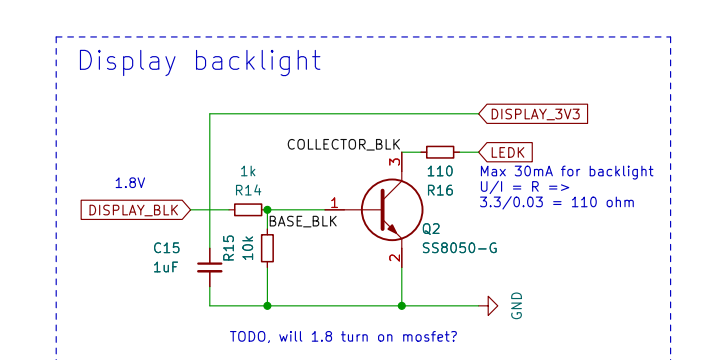 Display backlight
DISPLAY_3V3
COLLECTOR_BLK
3
LEDK
1k
R14
110
R16
Max 30mA for backlight
U/I = R =>
3.3/0.03 = 110 ohm
1.8V
DISPLAY_BLK
1
BASE_BLK
Q2
SS8050-G
C15
1uF
R15
10k
2
GND
TODO, will 1.8 turn on mosfet?